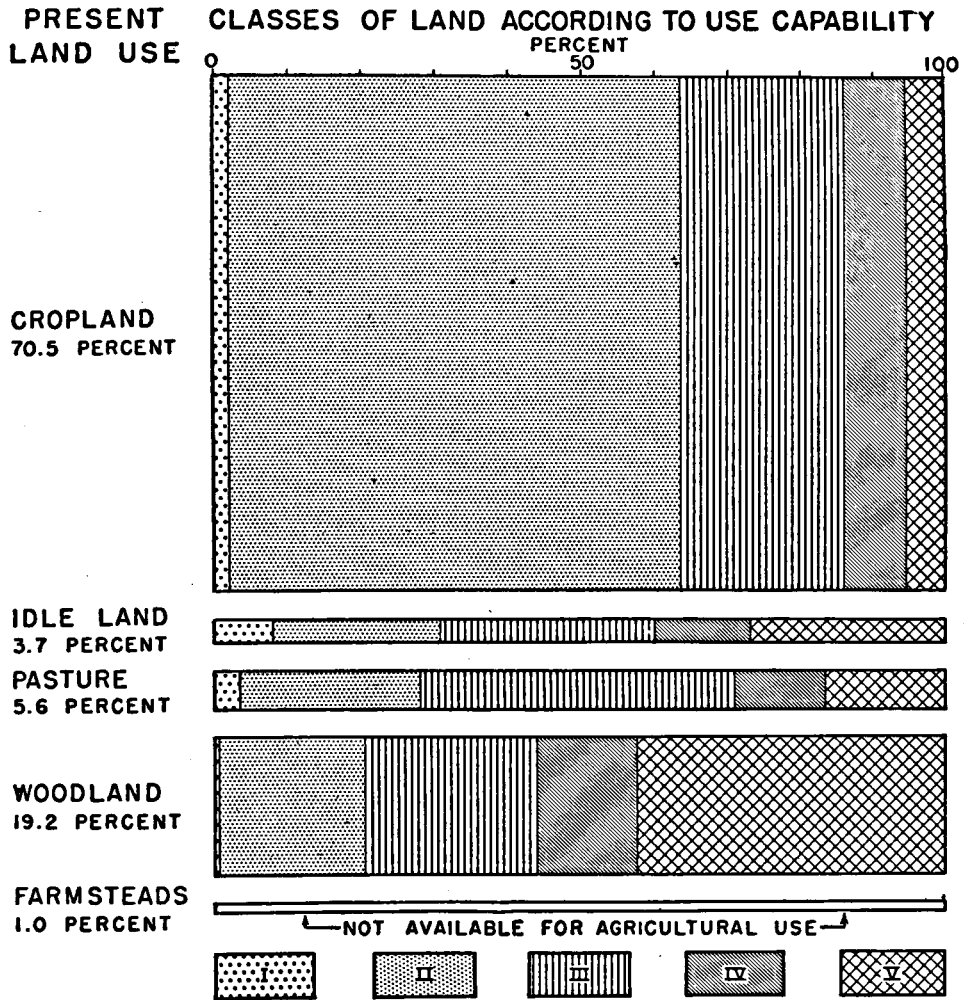 PRESENT LAND USE
CLASSES OF LAND ACCORDING TO USE CAPABILITY
PERCENT
0 50 100
CROPLAND
70.5 PERCENT
IDLE LAND
3.7 PERCENT
PASTURE
5.6 PERCENT
WOODLAND
19.2 PERCENT
FARMSTEADS
1.0 PERCENT
NOT AVAILABLE FOR AGRICULTURAL USE
I II III IV V